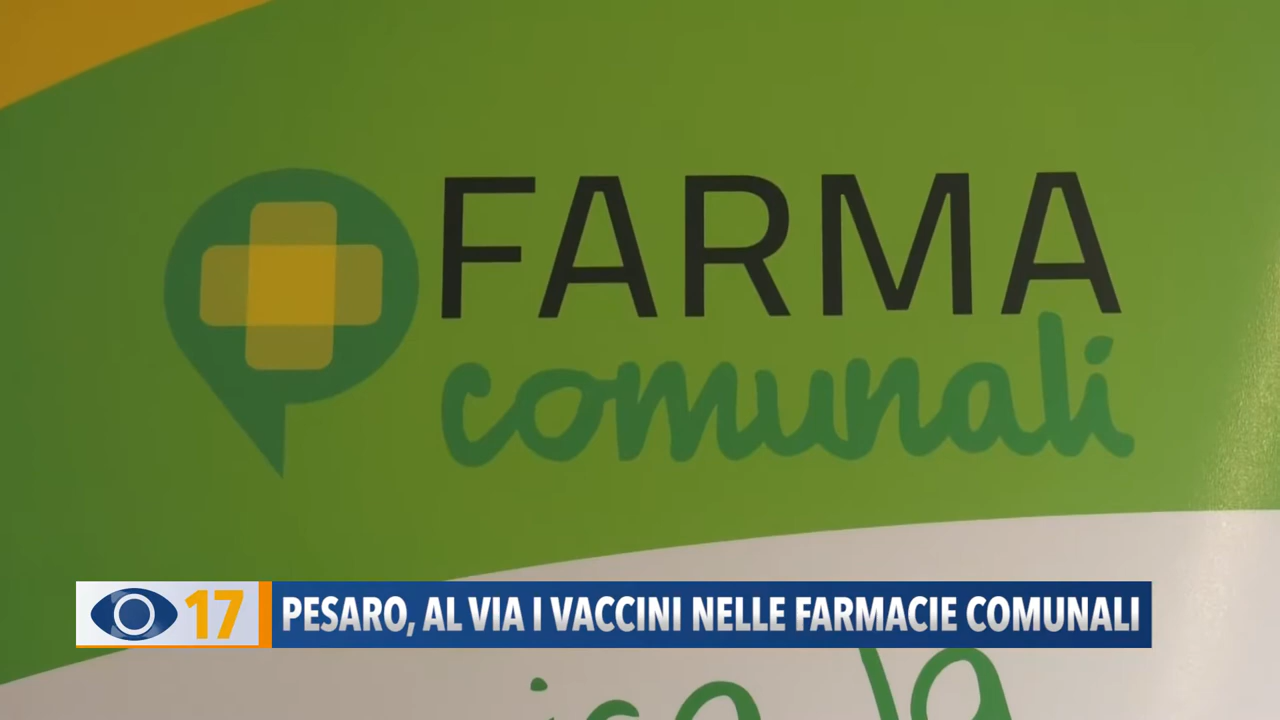 FARMA
comunali
17
PESARO, AL VIA I VACCINI NELLE FARMACIE COMUNALI